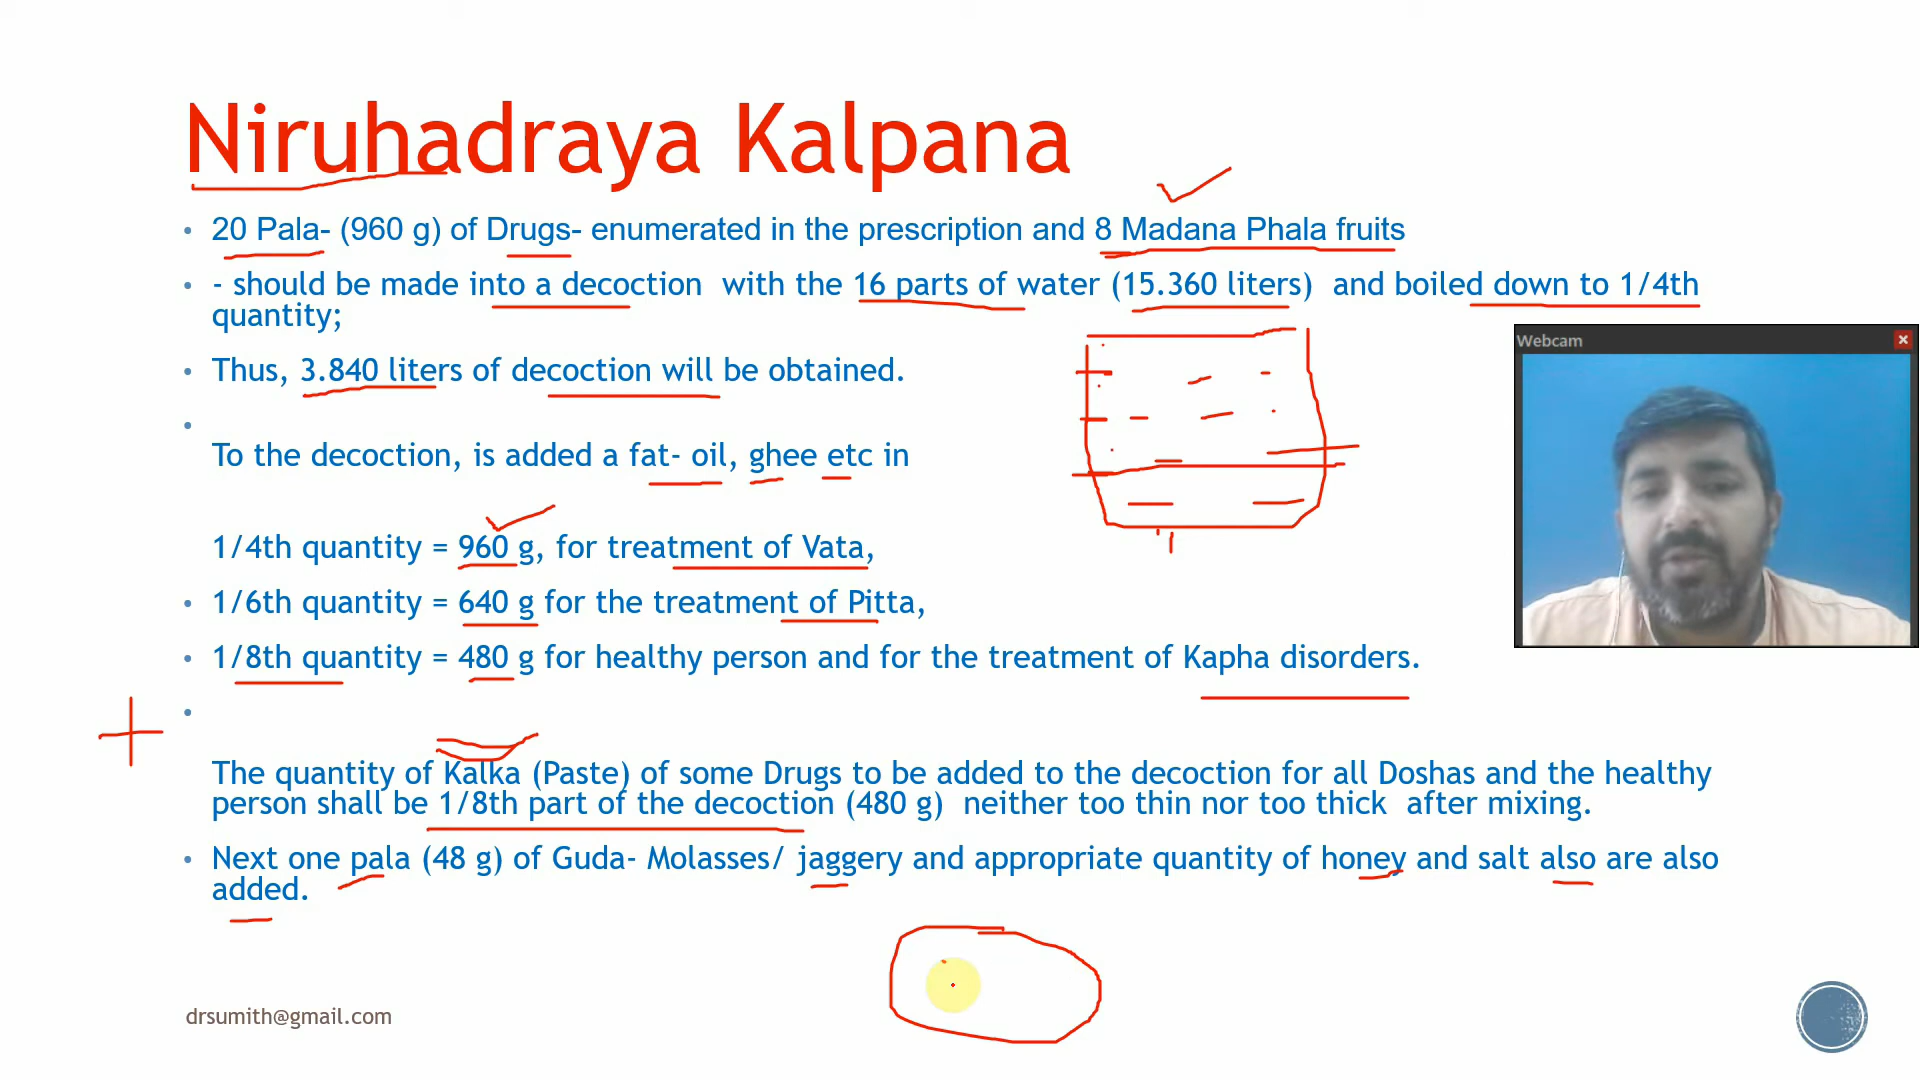 Niruhadraya Kalpana
• 20 Pala- (960 g) of Drugs- enumerated in the prescription and 8 Madana Phala fruits
• - should be made into a decoction with the 16 parts of water (15.360 liters) and boiled down to 1/4th
quantity;
• Thus, 3.840 liters of decoction will be obtained.
•
To the decoction, is added a fat- oil, ghee etc in
1/4th quantity = 960 g, for treatment of Vata,
• 1/6th quantity = 640 g for the treatment of Pitta,
• 1/8th quantity = 480 g for healthy person and for the treatment of Kapha disorders.
•
The quantity of Kalka (Paste) of some Drugs to be added to the decoction for all Doshas and the healthy
person shall be 1/8th part of the decoction (480 g) neither too thin nor too thick after mixing.
• Next one pala (48 g) of Guda- Molasses/ jaggery and appropriate quantity of honey and salt also are also
added.
drsumith@gmail.com
Webcam